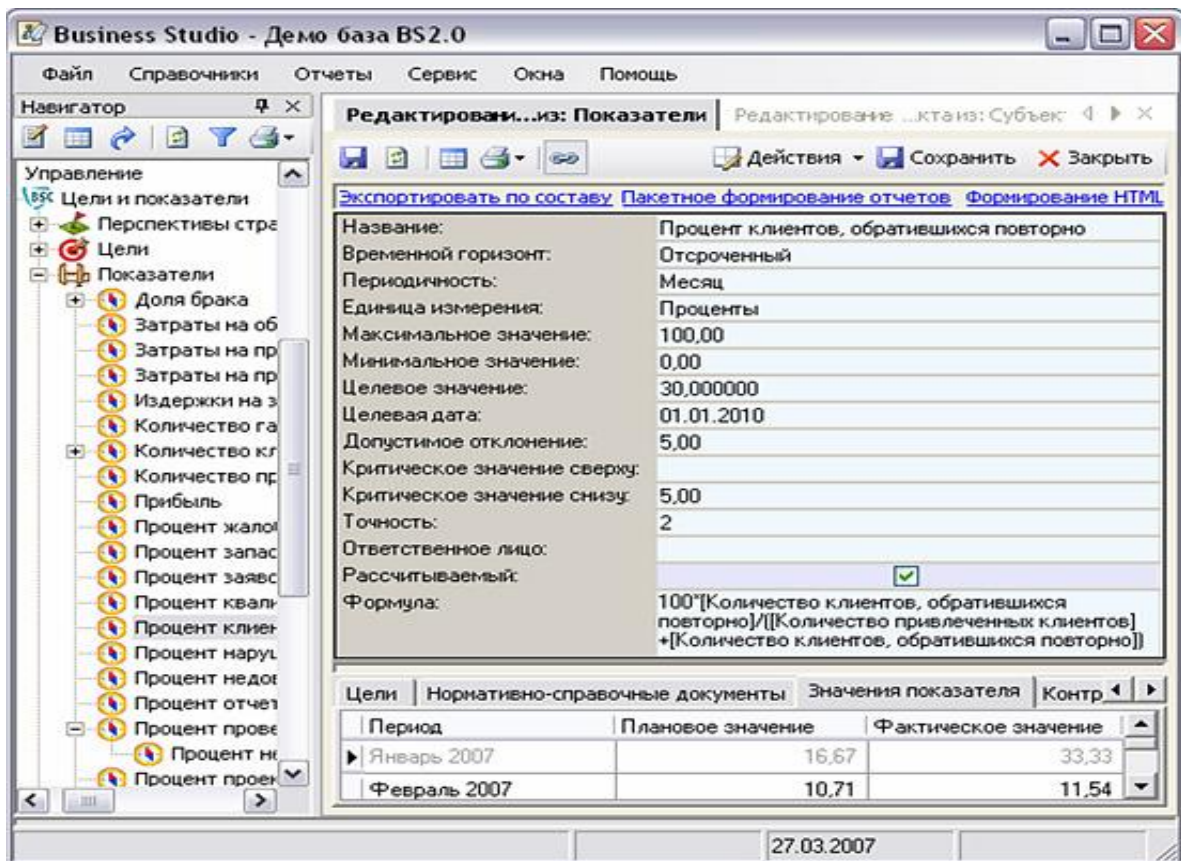 Business Studio - Демо база BS2.0
Файл Справочники Отчеты Сервис Окна Помощь
Навигатор
Управление
BSC Цели и показатели
Перспективы стра
Цели
Показатели
Доля брака
Затраты на об
Затраты на пр
Затраты на пр
Издержки на з
Количество га
Количество кл
Количество пр
Прибыль
Процент жало
Процент запас
Процент заявс
Процент квали
Процент клиен
Процент наруш
Процент недов
Процент отчет
Процент прове
Процент не
Процент проек
Редактировани...из: Показатели Редактирование ...кта из: Субъек
Действия Сохранить Закрыть
Экспортировать по составу Пакетное формирование отчетов Формирование HTML
Название: Процент клиентов, обратившихся повторно
Временной горизонт: Отсроченный
Периодичность: Месяц
Единица измерения: Проценты
Максимальное значение: 100,00
Минимальное значение: 0,00
Целевое значение: 30,000000
Целевая дата: 01.01.2010
Допустимое отклонение: 5,00
Критическое значение сверху:
Критическое значение снизу: 5,00
Точность: 2
Ответственное лицо:
Рассчитываемый:
Формула: 100*[Количество клиентов, обратившихся
повторно]/([Количество привлеченных клиентов]
+[Количество клиентов, обратившихся повторно])
Цели Нормативно-справочные документы Значения показателя Контр
Период Плановое значение Фактическое значение
Январь 2007 16,67 33,33
Февраль 2007 10,71 11,54
27.03.2007